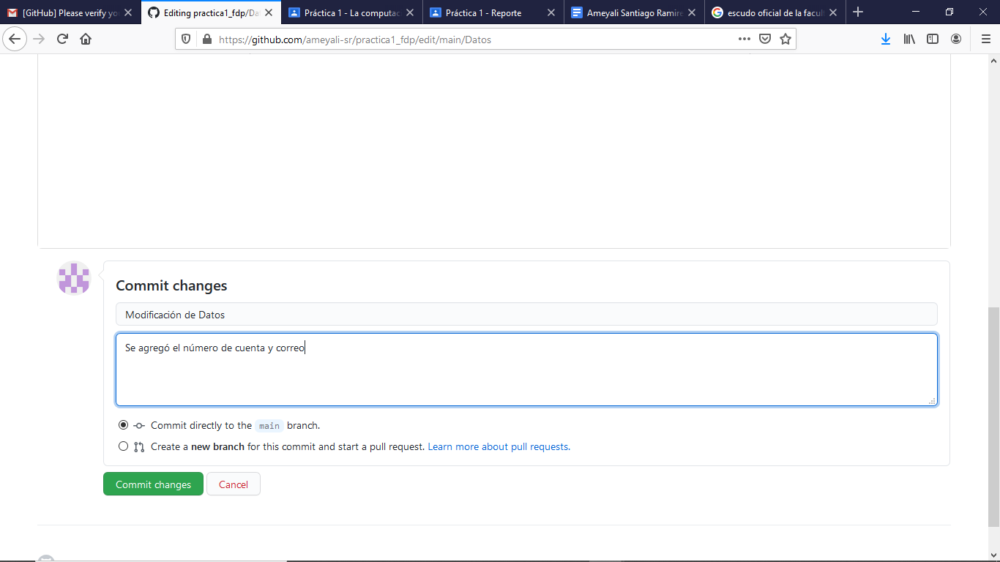 [GitHub] Please verify yo
Editing practica1_fdp/Da
Práctica 1 - La computac
Práctica 1 - Reporte
Ameyali Santiago Ramire
escudo oficial de la facul
https://github.com/ameyali-sr/practica1_fdp/edit/main/Datos
Commit changes
Modificación de Datos
Se agregó el número de cuenta y correo
Commit directly to the main branch.
Create a new branch for this commit and start a pull request. Learn more about pull requests.
Commit changes
Cancel